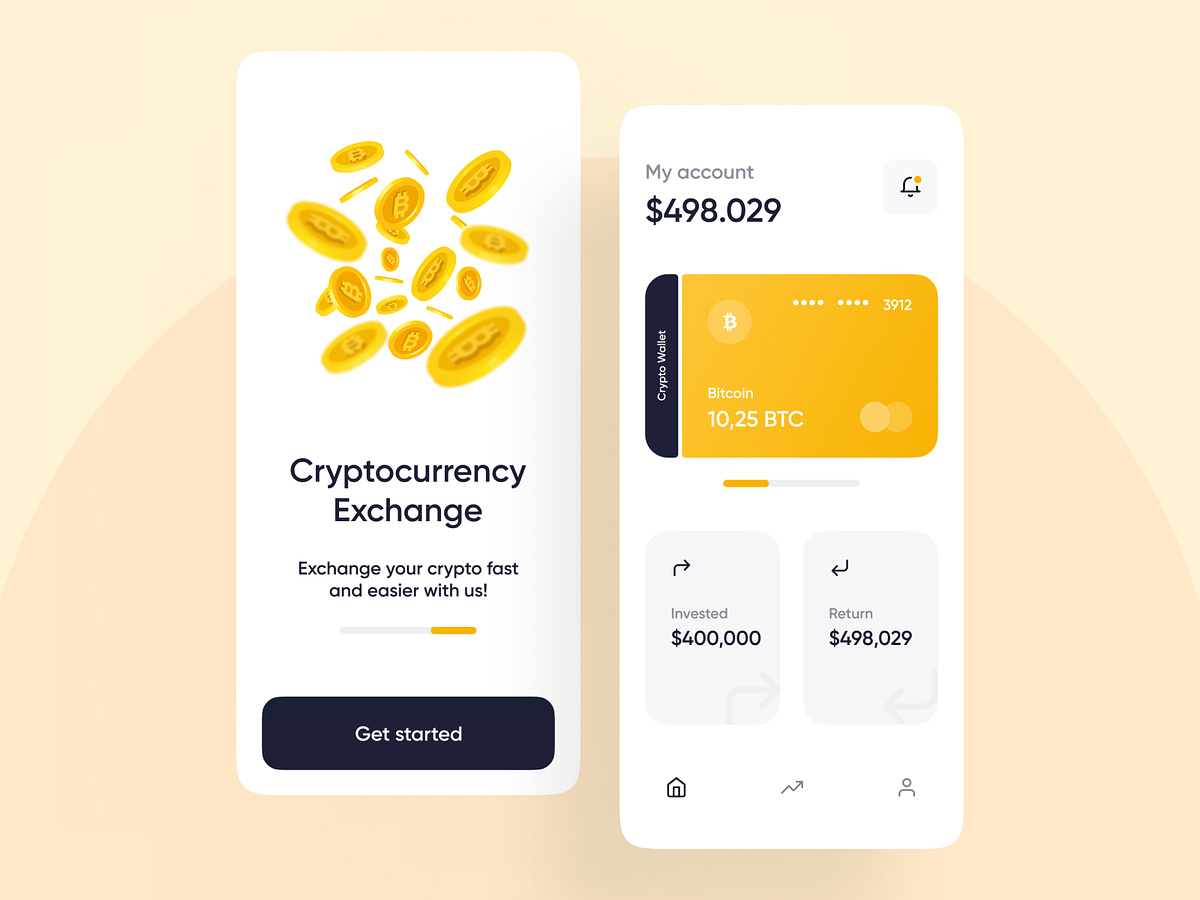 Cryptocurrency
Exchange
Exchange your crypto fast
and easier with us!
Get started
My account
$498.029
Crypto Wallet
•••• •••• 3912
Bitcoin
10,25 BTC
Invested
$400,000
Return
$498,029